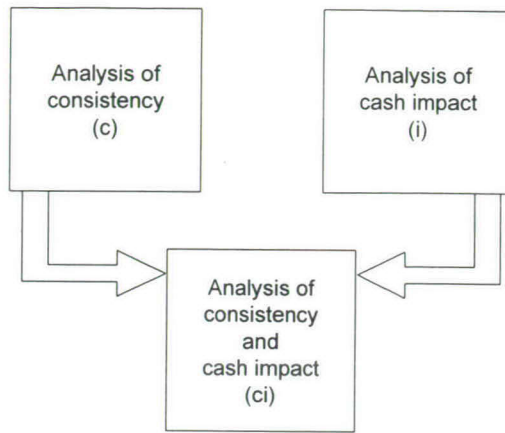 Analysis of
consistency
(c)
Analysis of
cash impact
(i)
Analysis of
consistency
and
cash impact
(ci)